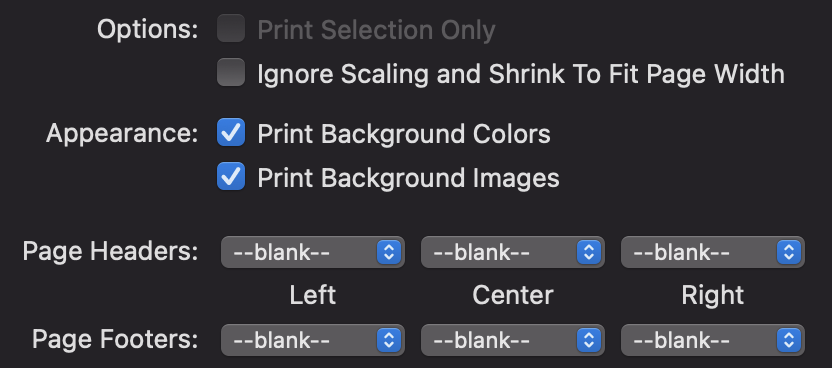 Options: Print Selection Only
Ignore Scaling and Shrink To Fit Page Width
Appearance: Print Background Colors
Print Background Images
Page Headers: --blank-- --blank-- --blank--
Left Center Right
Page Footers: --blank-- --blank-- --blank--